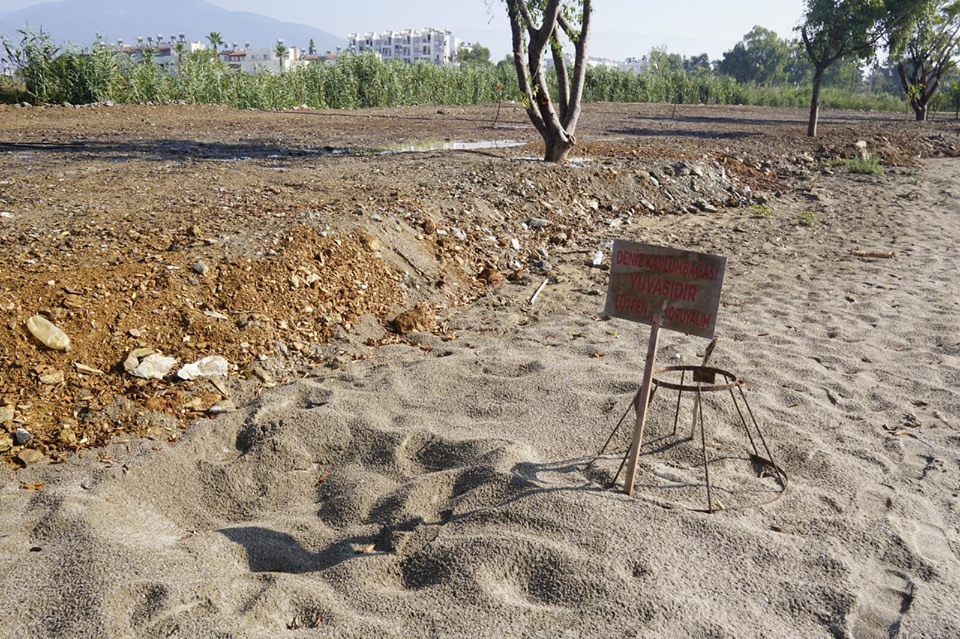 DENİZ KAPLUMBAĞASI
YUVASIDIR
LÜTFEN KORUYALIM